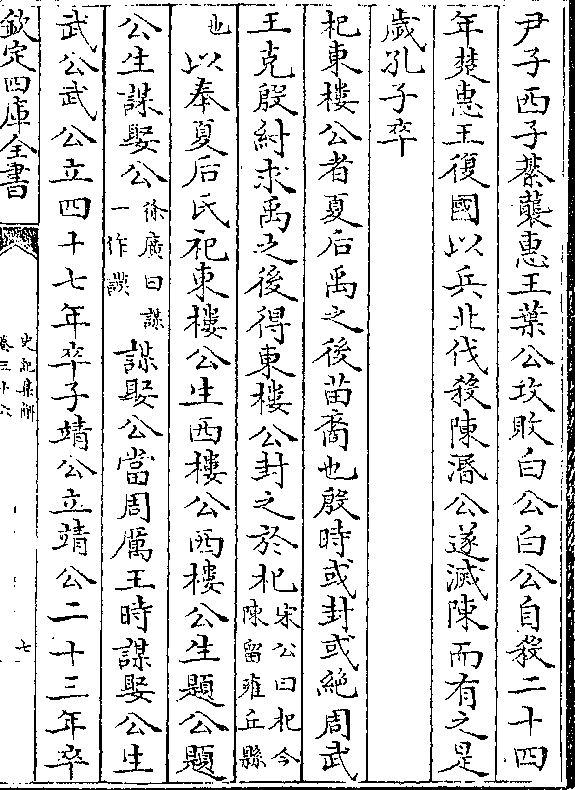 尹子西子綦襲惠王葉公攻敗白公白公自殺二十四
年楚惠王復國以兵北伐殺陳湣公遂滅陳而有之是
歲孔子卒
杞東樓公者夏后禹之後苗裔也殷時或封或絶周武
王克殷紂求禹之後得東樓公封之於杞宋公曰杞今陳留雍丘縣
也以奉夏后氏祀東樓公生西樓公西樓公生題公題
公生謀娶公徐廣曰謀一作謨謀娶公當周厲王時謀娶公生
武公武公立四十七年卒子靖公立靖公二十三年卒
欽定四庫全書
史記集解
卷三十六
七